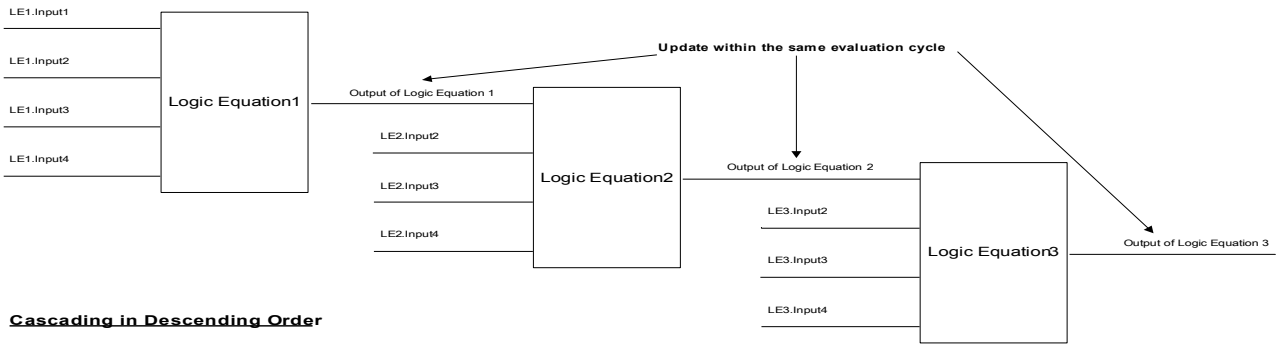 LE1.Input1
LE1.Input2
LE1.Input3
LE1.Input4
Logic Equation1
Update within the same evaluation cycle
Output of Logic Equation 1
LE2.Input2
LE2.Input3
LE2.Input4
Logic Equation2
Output of Logic Equation 2
LE3.Input2
LE3.Input3
LE3.Input4
Logic Equation3
Output of Logic Equation 3
Cascading in Descending Order